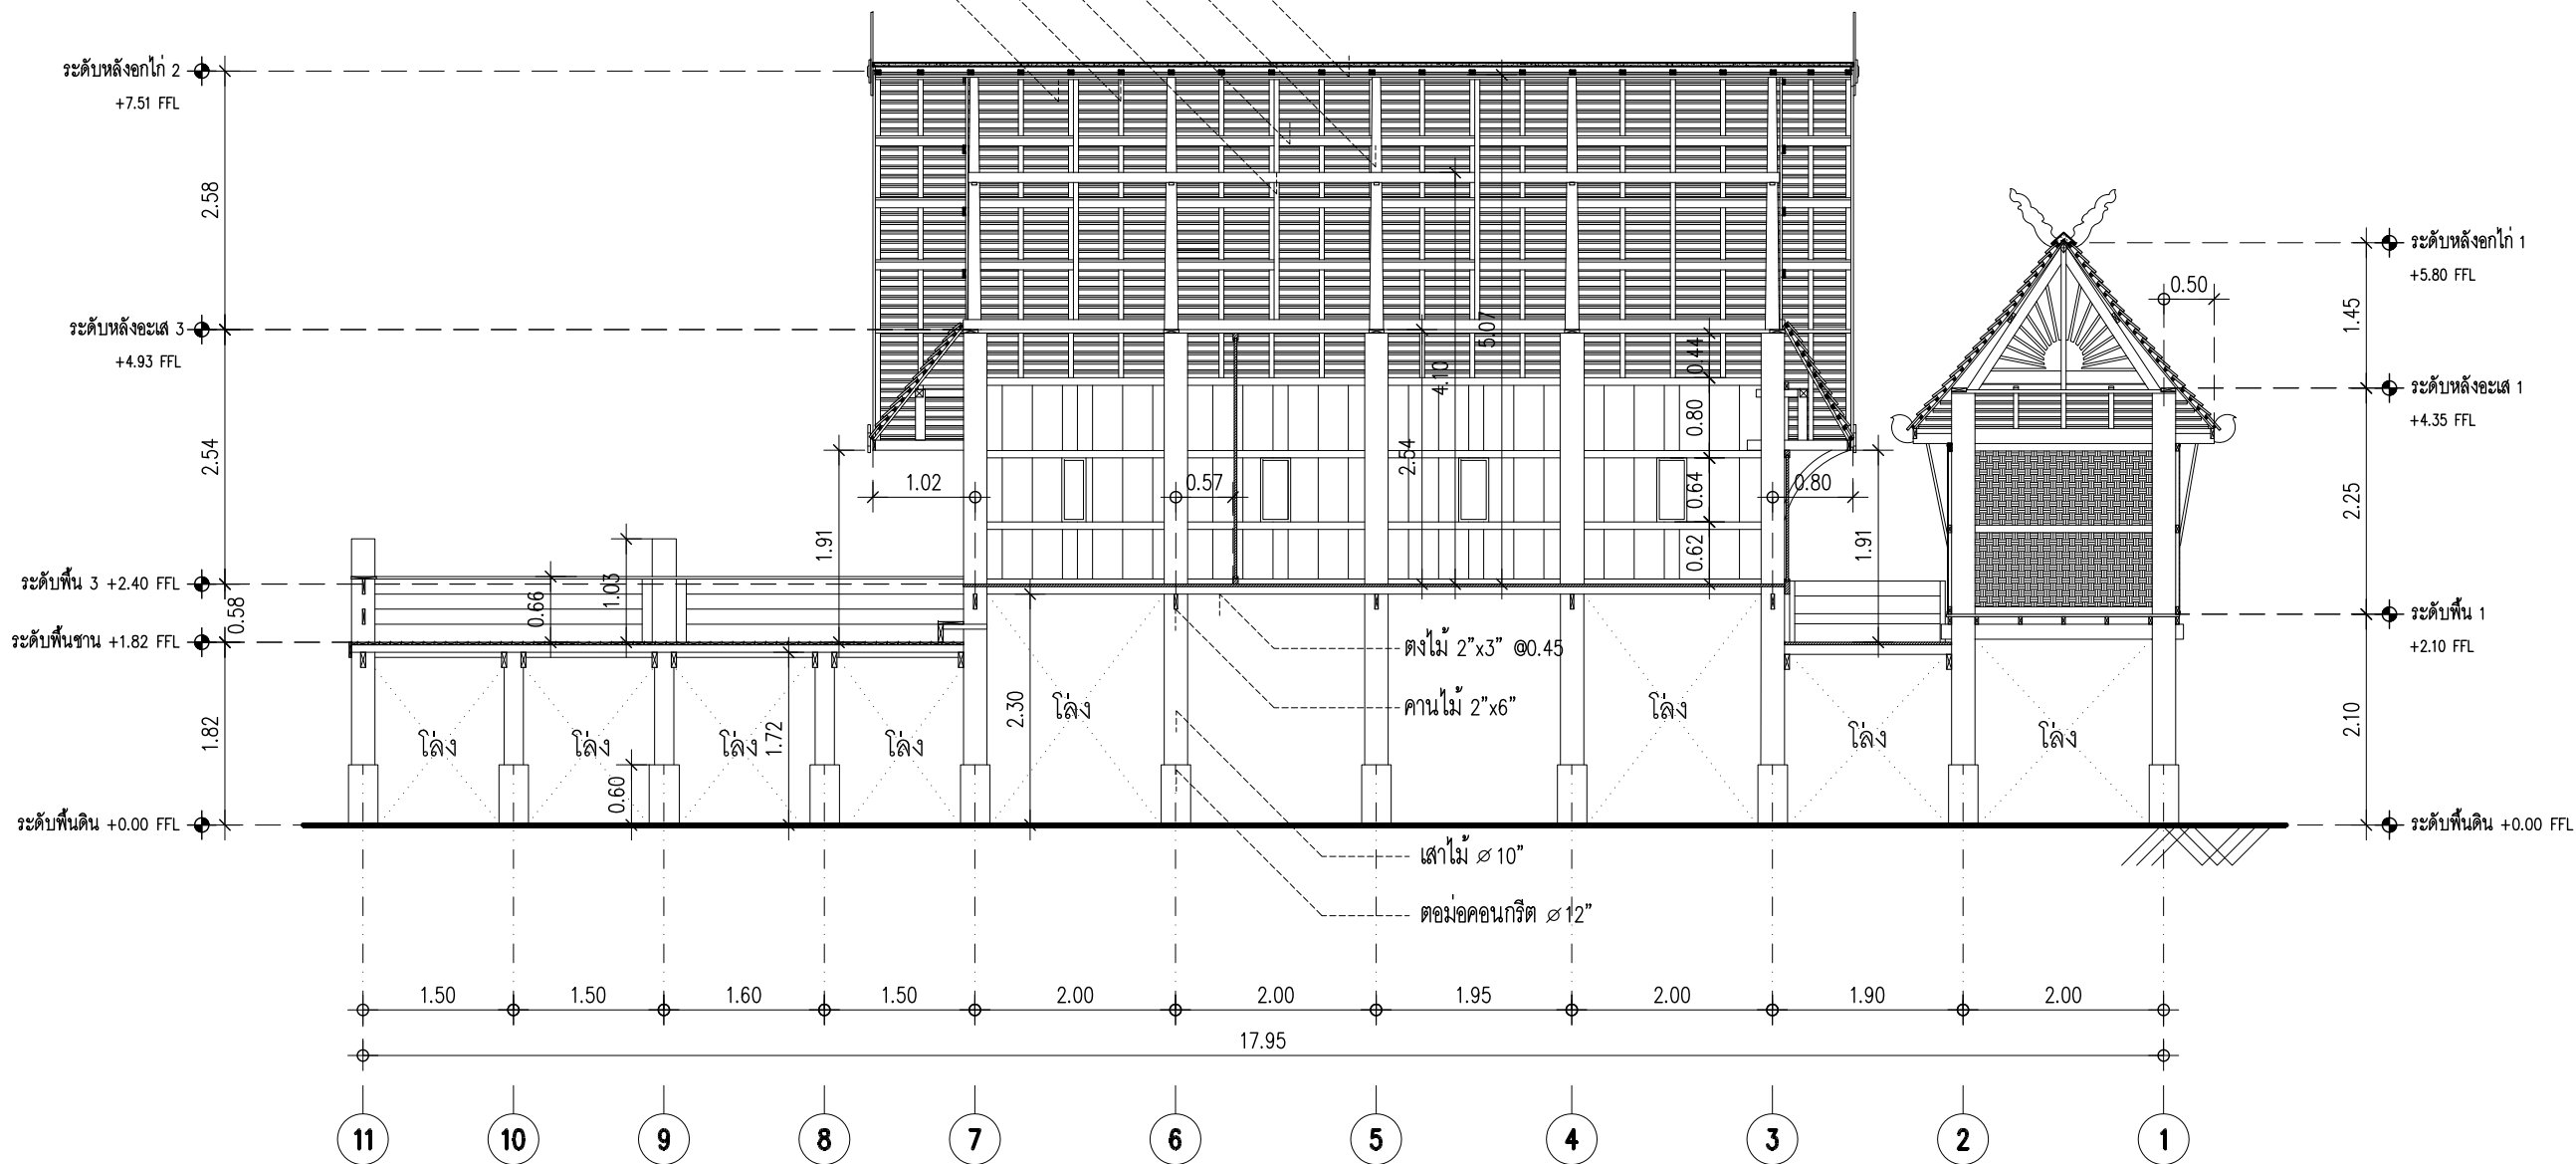 ระดับหลังอกไก่ 2
+7.51 FFL
2.58
ระดับหลังอะเส 3
+4.93 FFL
2.54
ระดับพื้น 3 +2.40 FFL
0.58
ระดับพื้นชาน +1.82 FFL
1.82
ระดับพื้นดิน +0.00 FFL
0.66
1.03
1.91
1.02
0.57
2.54
4.10
5.07
0.44
0.80
0.64
0.62
0.80
1.91
0.50
ระดับหลังอกไก่ 1
+5.80 FFL
1.45
ระดับหลังอะเส 1
+4.35 FFL
2.25
ระดับพื้น 1
+2.10 FFL
2.10
ระดับพื้นดิน +0.00 FFL
ตงไม้ 2"x3" @0.45
คานไม้ 2"x6"
เสาไม้ ⌀ 10"
ตอม่อคอนกรีต ⌀ 12"
โล่ง
โล่ง
โล่ง
โล่ง
โล่ง
โล่ง
โล่ง
โล่ง
0.60
1.72
2.30
1.50 1.50 1.60 1.50 2.00 2.00 1.95 2.00 1.90 2.00
17.95
11 10 9 8 7 6 5 4 3 2 1